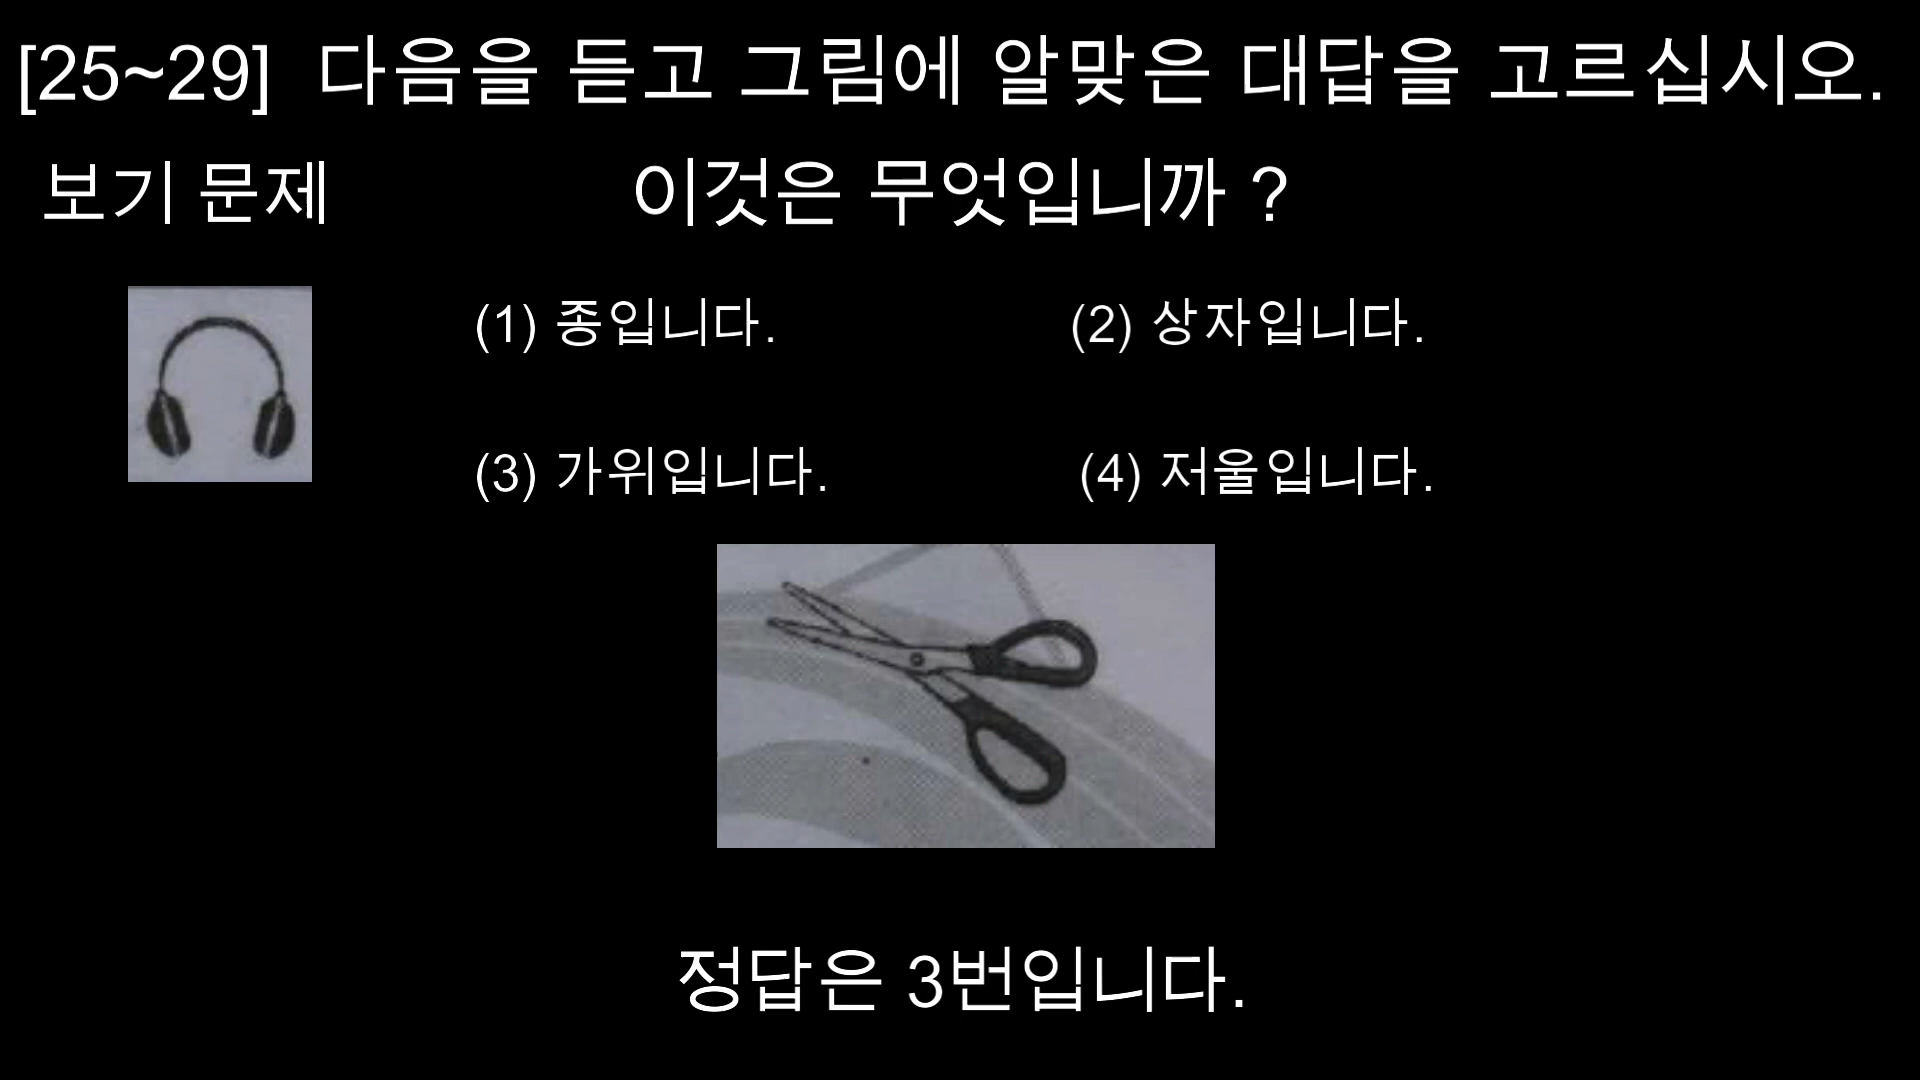 [25~29] 다음을 듣고 그림에 알맞은 대답을 고르십시오.
보기 문제 이것은 무엇입니까 ?
(1) 종입니다. (2) 상자입니다.
(3) 가위입니다. (4) 저울입니다.
정답은 3번입니다.